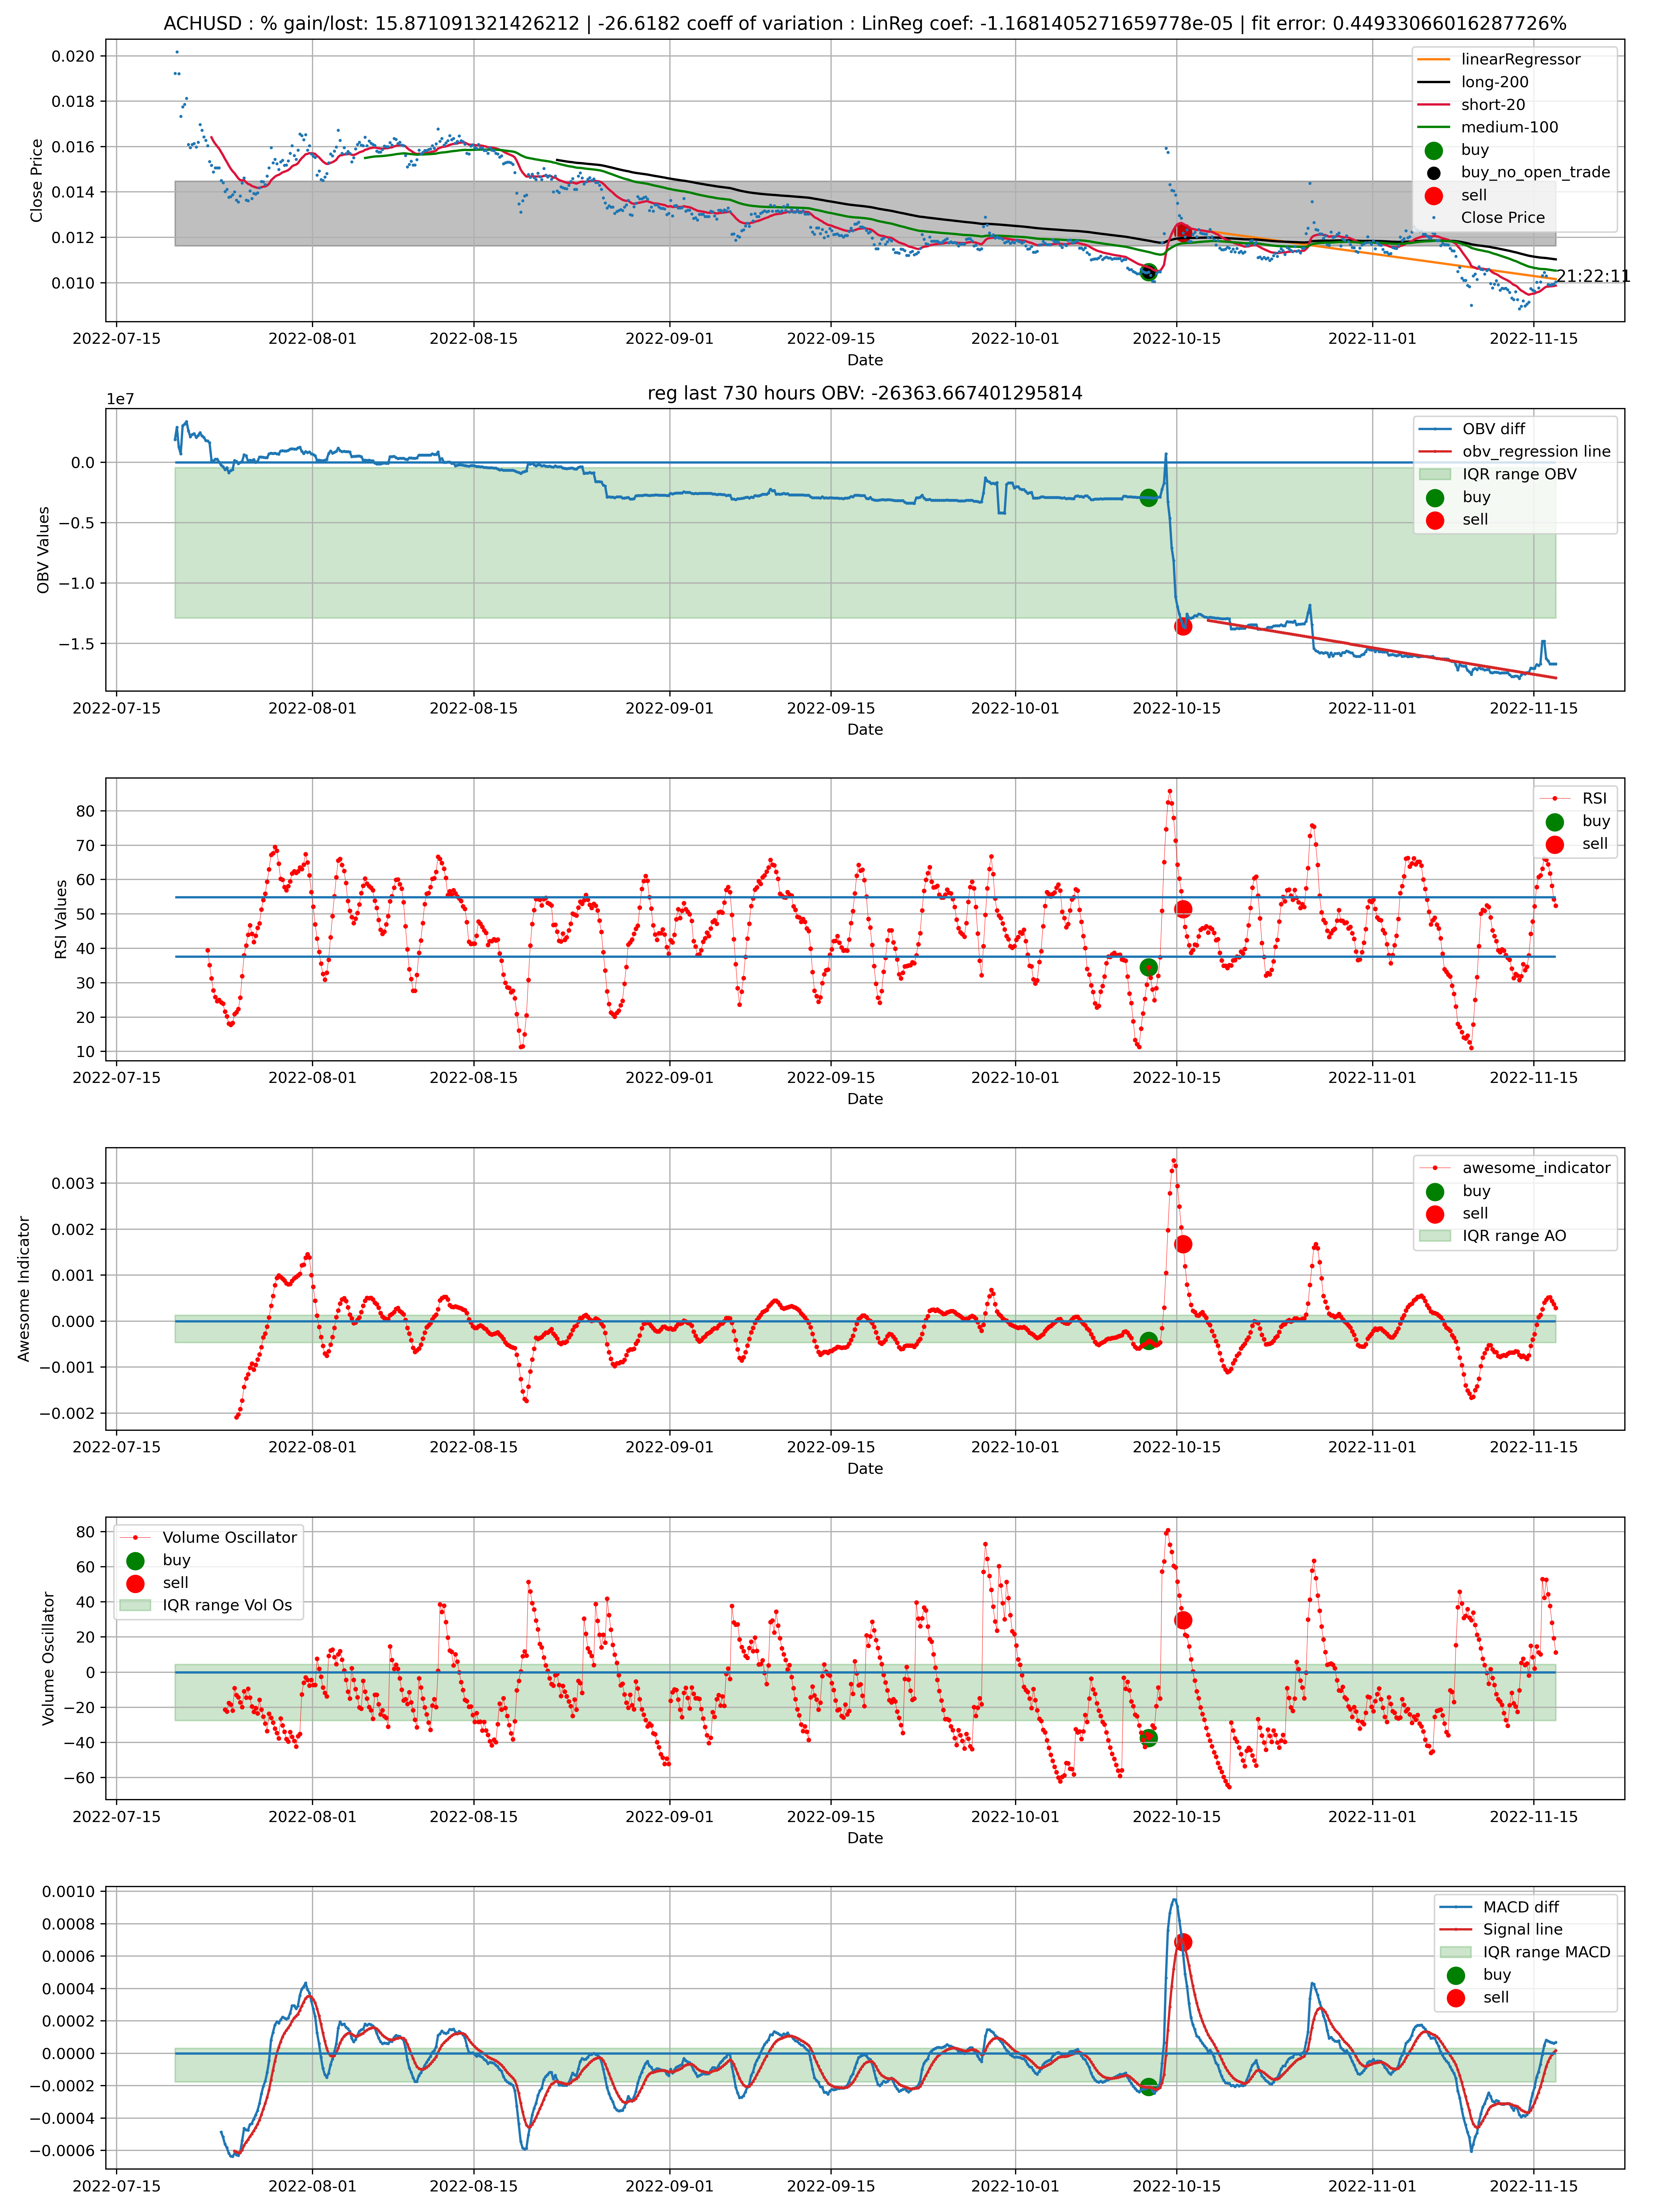 ACHUSD : % gain/lost: 15.871091321426212 | -26.6182 coeff of variation : LinReg coef: -1.1681405271659778e-05 | fit error: 0.44933066016287726%
0.020
0.018
0.016
0.014
0.012
0.010
Close Price
linearRegressor
long-200
short-20
medium-100
buy
buy_no_open_trade
sell
Close Price
21:22:11
2022-07-15 2022-08-01 2022-08-15 2022-09-01 2022-09-15 2022-10-01 2022-10-15 2022-11-01 2022-11-15
Date
reg last 730 hours OBV: -26363.667401295814
1e7
0.0
−0.5
−1.0
−1.5
OBV Values
OBV diff
obv_regression line
IQR range OBV
buy
sell
2022-07-15 2022-08-01 2022-08-15 2022-09-01 2022-09-15 2022-10-01 2022-10-15 2022-11-01 2022-11-15
Date
80
70
60
50
40
30
20
10
RSI Values
RSI
buy
sell
2022-07-15 2022-08-01 2022-08-15 2022-09-01 2022-09-15 2022-10-01 2022-10-15 2022-11-01 2022-11-15
Date
0.003
0.002
0.001
0.000
−0.001
−0.002
Awesome Indicator
awesome_indicator
buy
sell
IQR range AO
2022-07-15 2022-08-01 2022-08-15 2022-09-01 2022-09-15 2022-10-01 2022-10-15 2022-11-01 2022-11-15
Date
80
60
40
20
0
−20
−40
−60
Volume Oscillator
Volume Oscillator
buy
sell
IQR range Vol Os
2022-07-15 2022-08-01 2022-08-15 2022-09-01 2022-09-15 2022-10-01 2022-10-15 2022-11-01 2022-11-15
Date
0.0010
0.0008
0.0006
0.0004
0.0002
0.0000
−0.0002
−0.0004
−0.0006
MACD diff
Signal line
IQR range MACD
buy
sell
2022-07-15 2022-08-01 2022-08-15 2022-09-01 2022-09-15 2022-10-01 2022-10-15 2022-11-01 2022-11-15